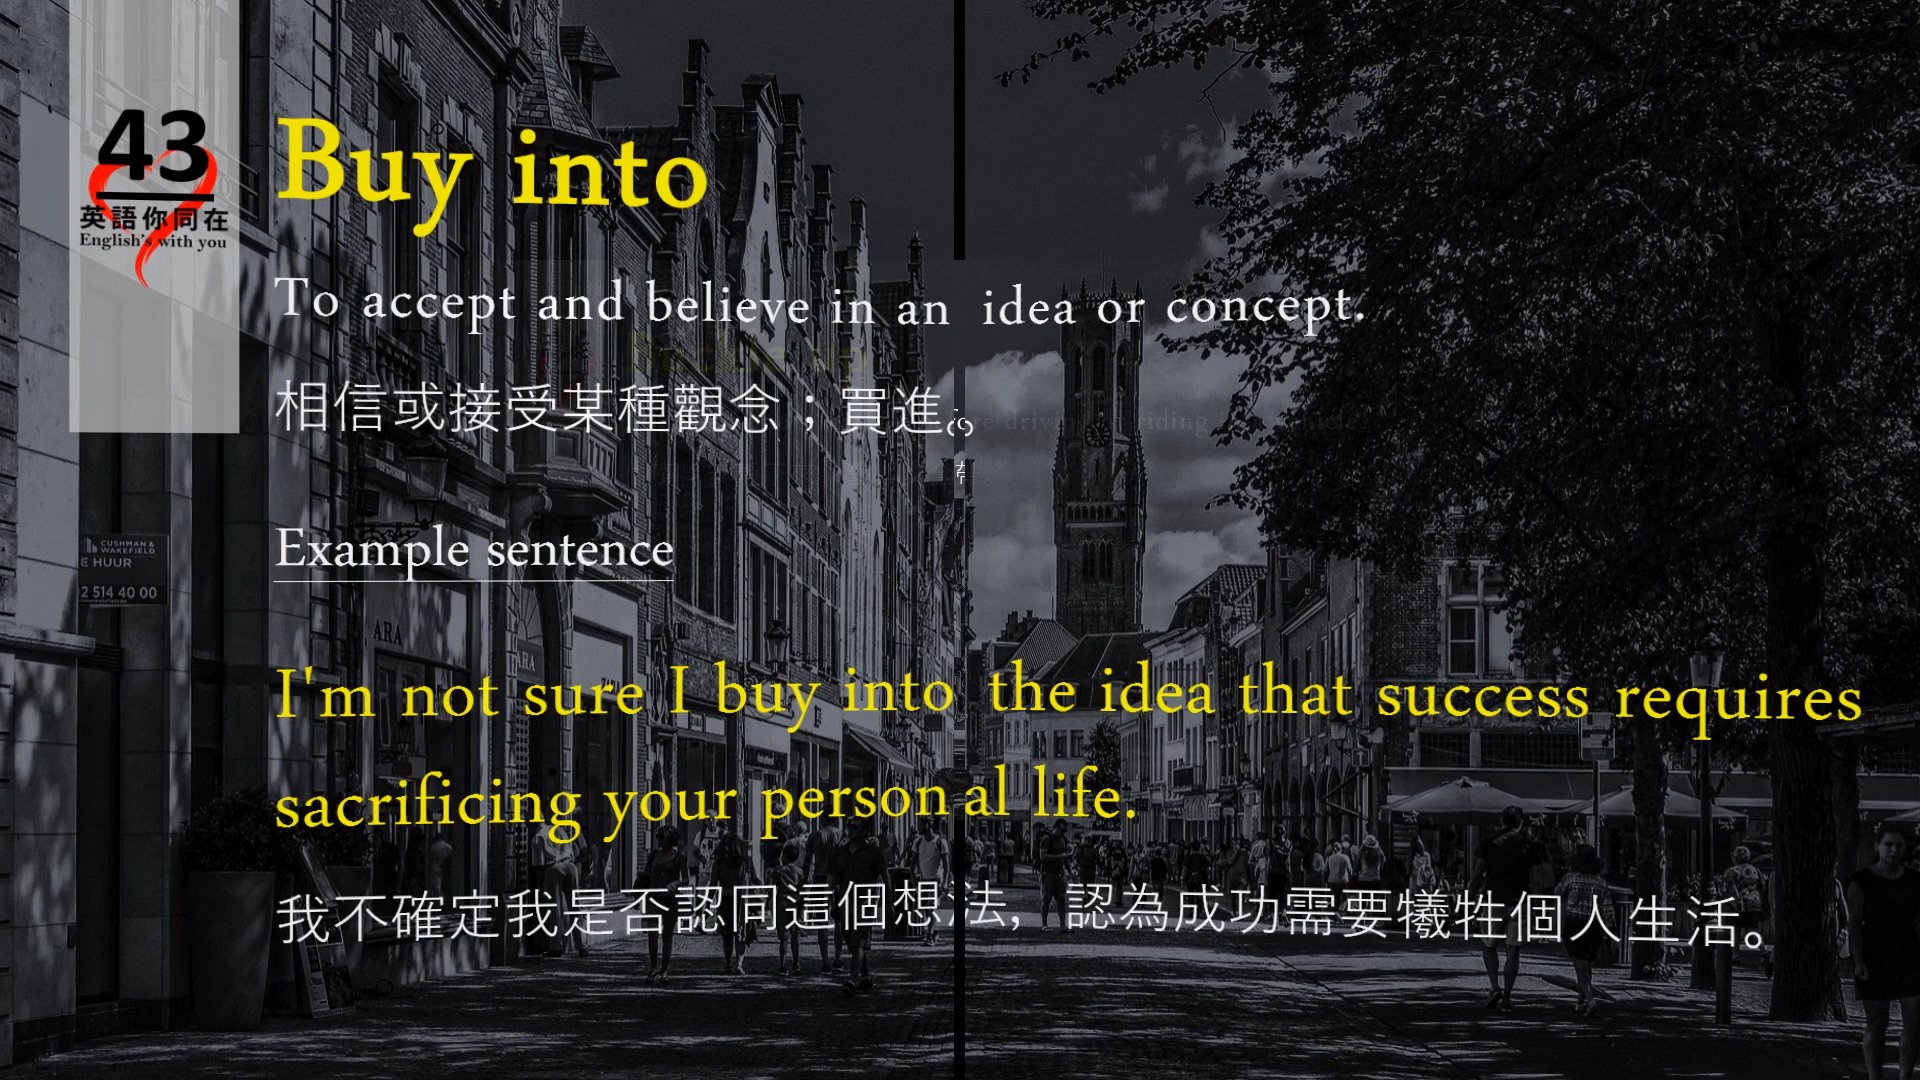 43
英語你同在
English's with you
Buy into
To accept and believe in an idea or concept.
相信或接受某種觀念；買進。
Example sentence
I'm not sure I buy into the idea that success requires
sacrificing your personal life.
我不確定我是否認同這個想法, 認為成功需要犧牲個人生活。
CUSHMAN &
WAKEFIELD
E HUUR
2 514 40 00
ARA
ARA